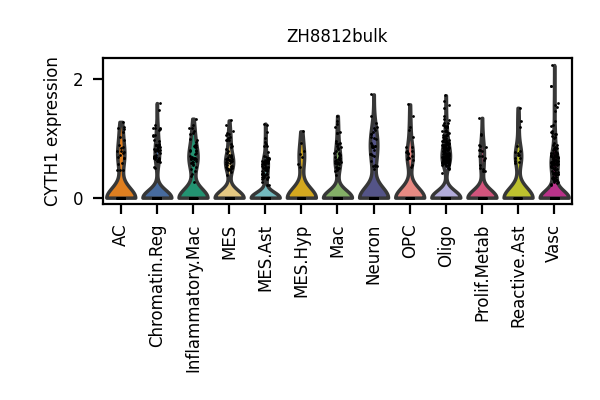 ZH8812bulk
CYTH1 expression
2
0
AC
Chromatin.Reg
Inflammatory.Mac
MES
MES.Ast
MES.Hyp
Mac
Neuron
OPC
Oligo
Prolif.Metab
Reactive.Ast
Vasc